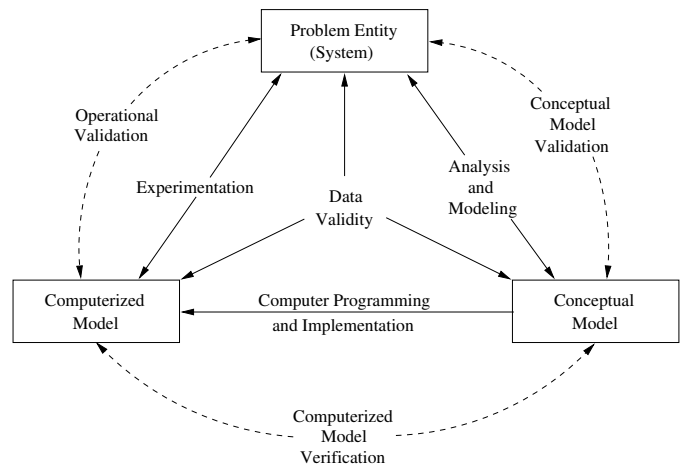 Problem Entity
(System)
Operational
Validation
Conceptual
Model
Validation
Experimentation
Analysis
and
Modeling
Data
Validity
Computerized
Model
Computer Programming
and Implementation
Conceptual
Model
Computerized
Model
Verification